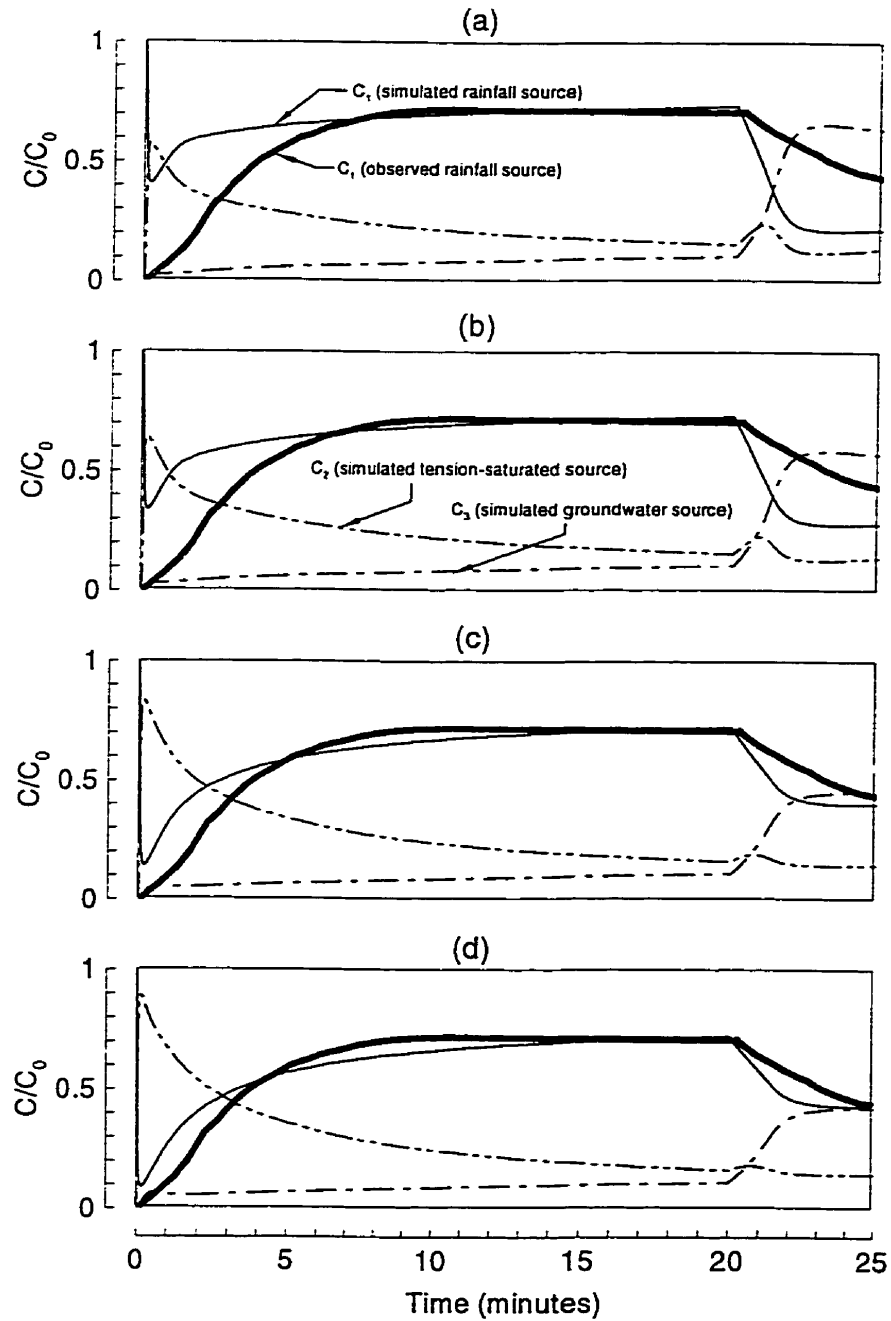 (a)
1
C₁ (simulated rainfall source)
C/C₀
0.5
C₁ (observed rainfall source)
0
(b)
1
C/C₀
0.5
C₂ (simulated tension-saturated source)
C₃ (simulated groundwater source)
0
(c)
1
C/C₀
0.5
0
(d)
1
C/C₀
0.5
0
0 5 10 15 20 25
Time (minutes)